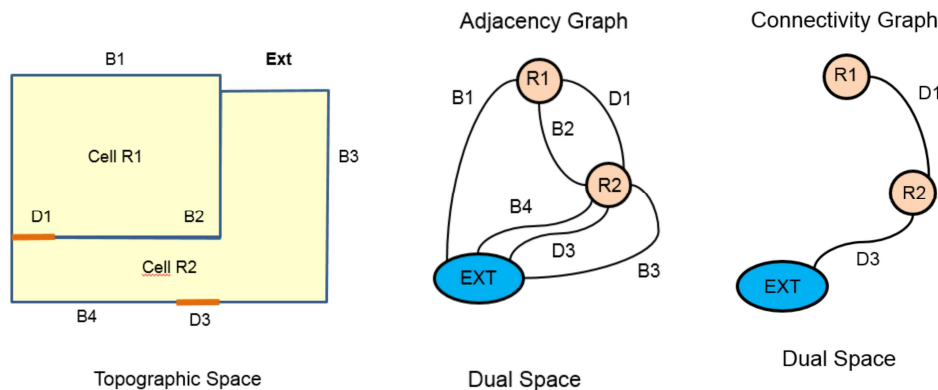 B1
Ext
Cell R1
B3
D1
B2
Cell R2
B4
D3
Topographic Space
Adjacency Graph
R1
B1
D1
B2
R2
B4
D3
B3
EXT
Dual Space
Connectivity Graph
R1
D1
R2
D3
EXT
Dual Space